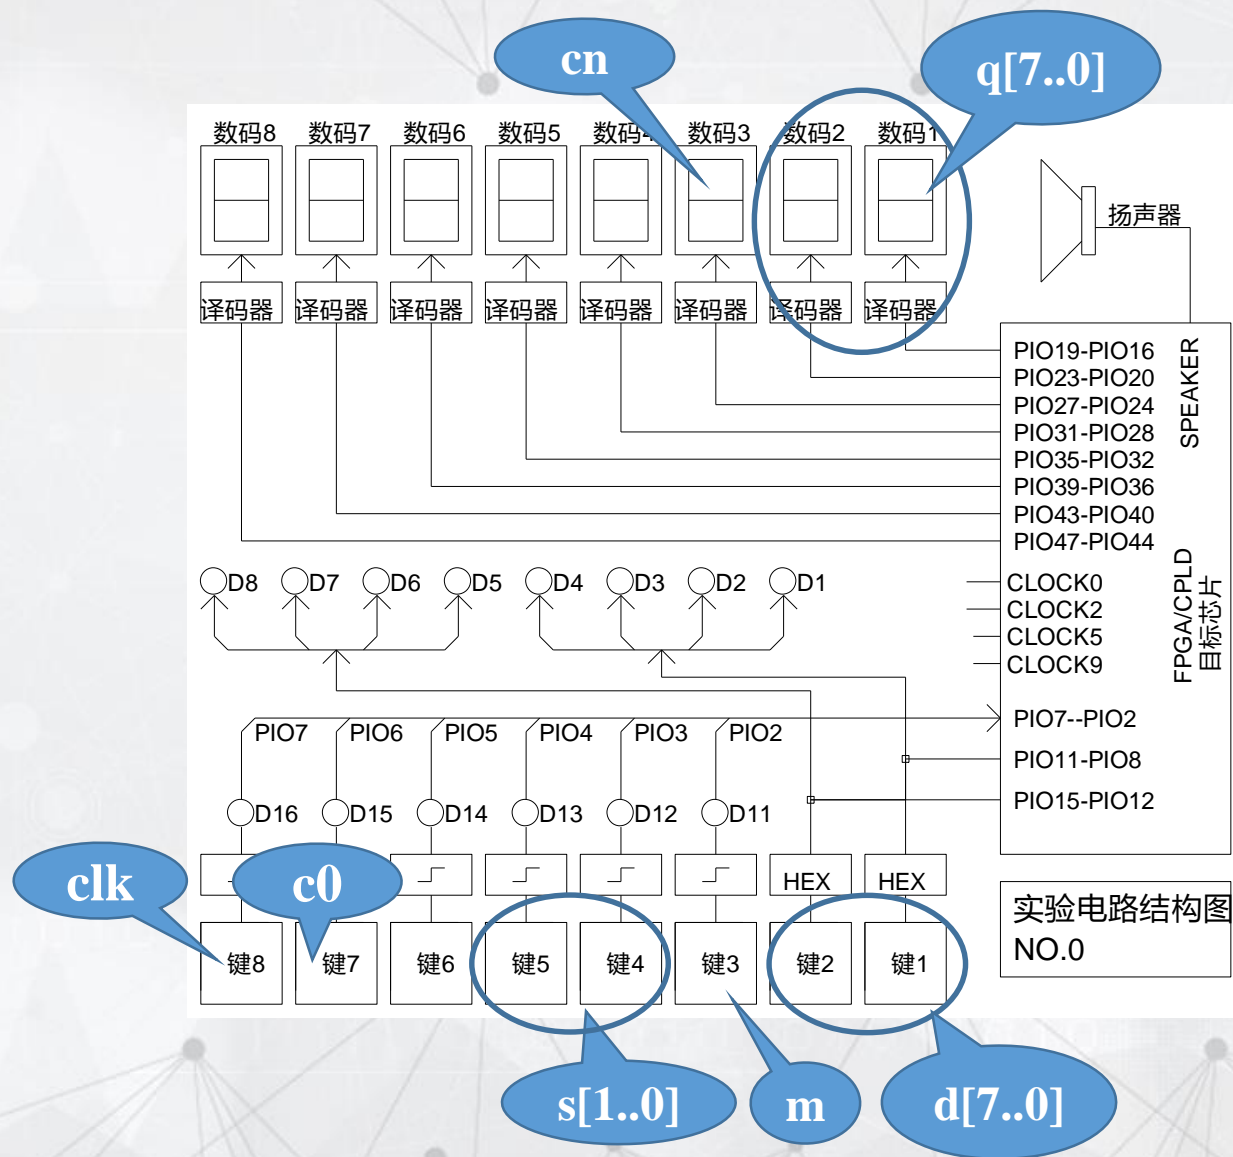 cn
q[7..0]
数码8 数码7 数码6 数码5 数码4 数码3 数码2 数码1
扬声器
译码器 译码器 译码器 译码器 译码器 译码器 译码器 译码器
SPEAKER
PIO19-PIO16
PIO23-PIO20
PIO27-PIO24
PIO31-PIO28
PIO35-PIO32
PIO39-PIO36
PIO43-PIO40
PIO47-PIO44
D8 D7 D6 D5 D4 D3 D2 D1
CLOCK0
CLOCK2
CLOCK5
CLOCK9
FPGA/CPLD
目标芯片
PIO7 PIO6 PIO5 PIO4 PIO3 PIO2
PIO7--PIO2
PIO11-PIO8
PIO15-PIO12
D16 D15 D14 D13 D12 D11
clk
c0
HEX HEX
实验电路结构图
NO.0
键8 键7 键6 键5 键4 键3 键2 键1
s[1..0]
m
d[7..0]